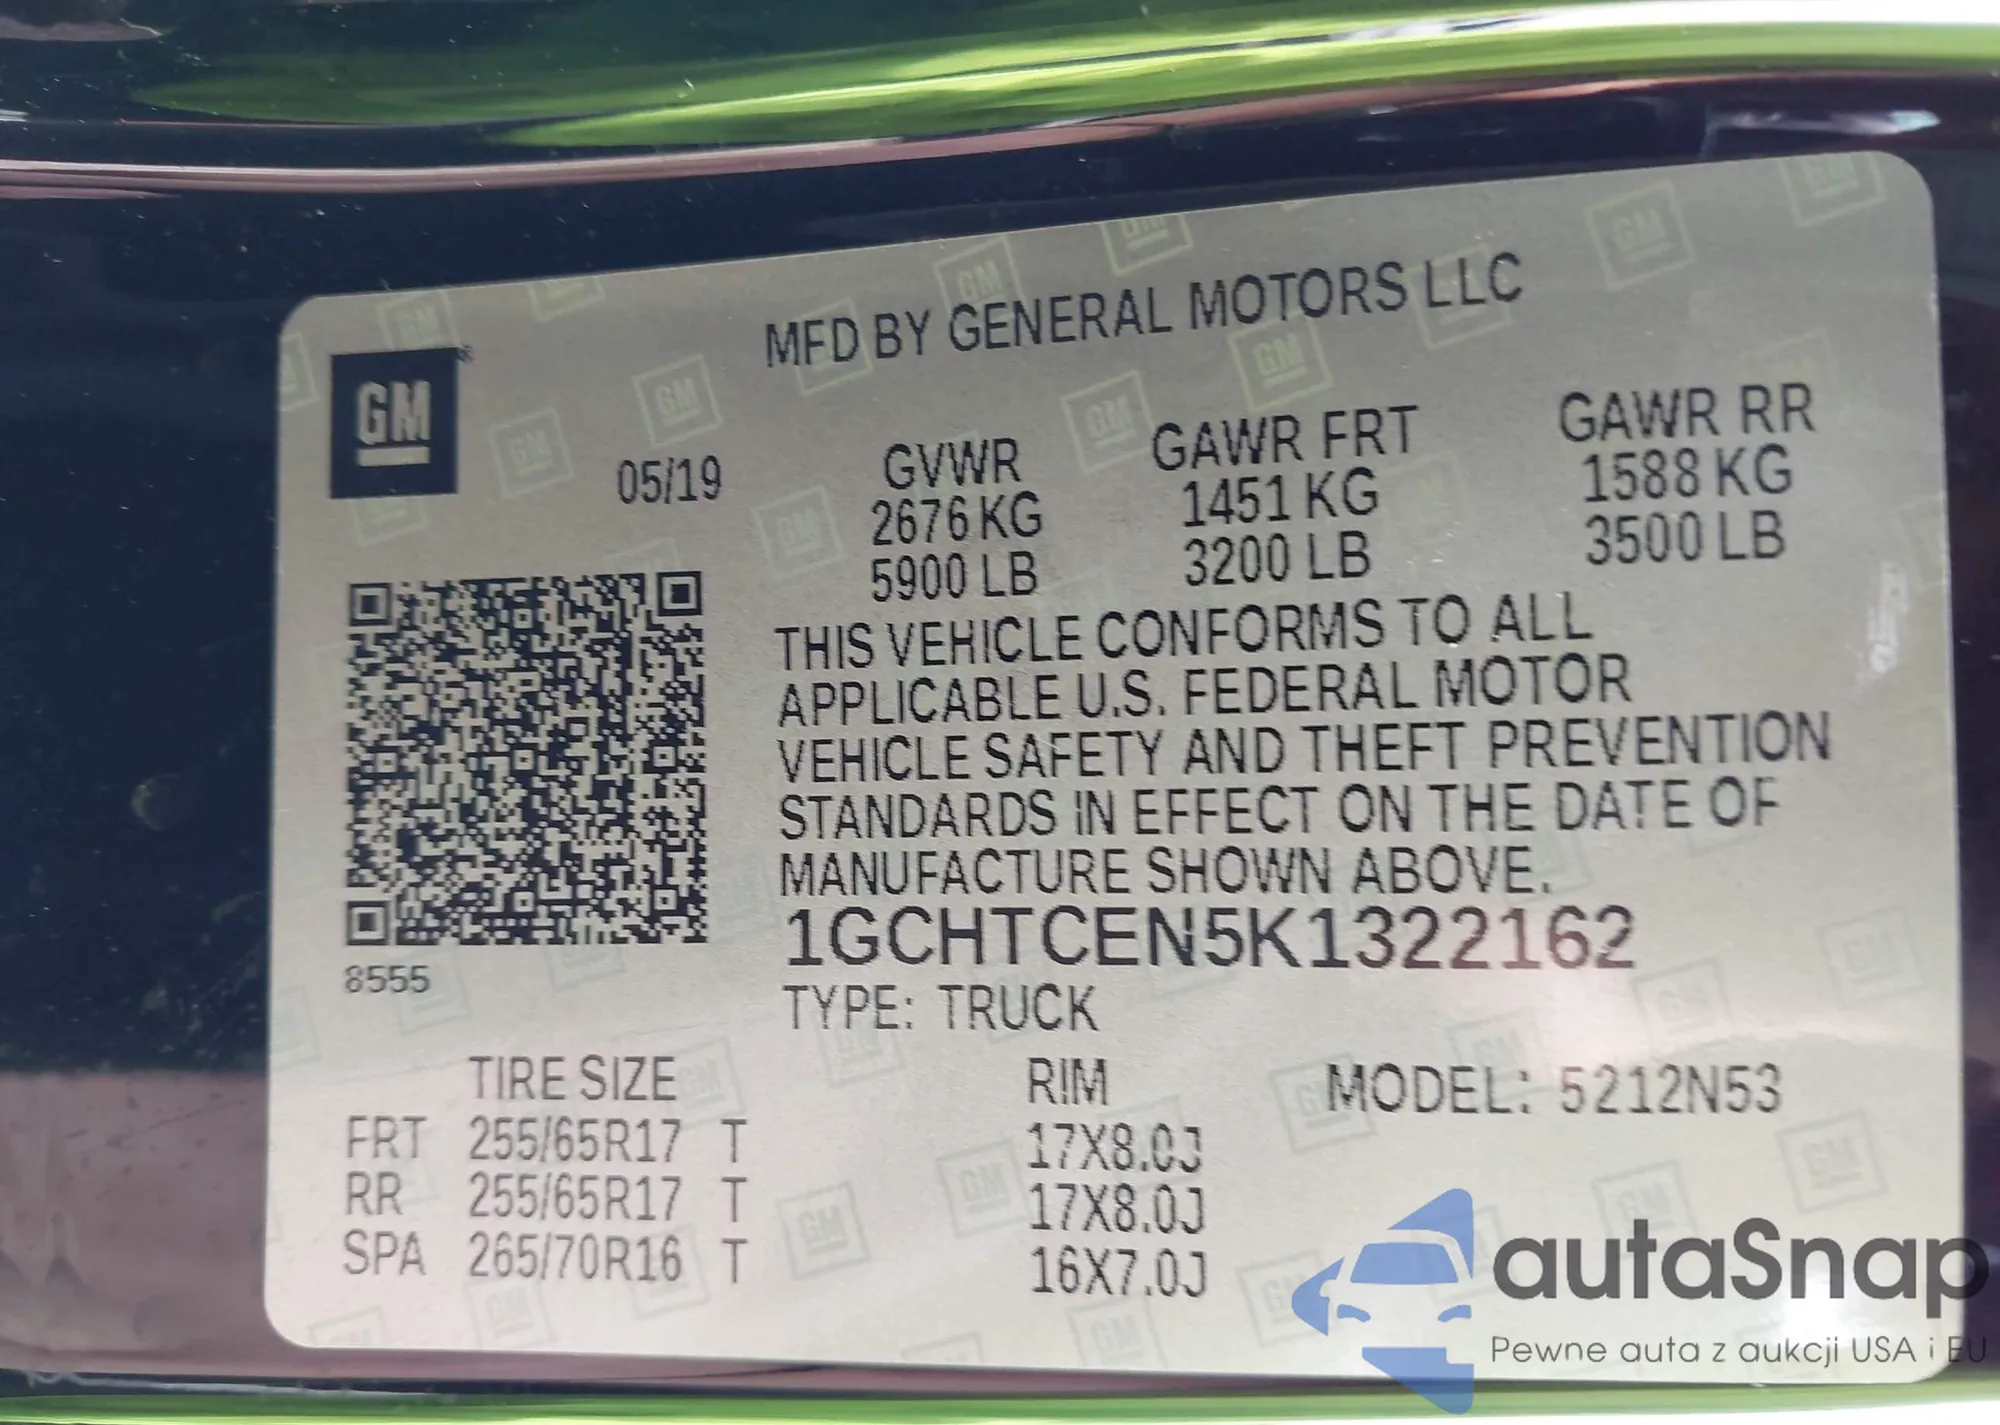 MFD BY GENERAL MOTORS LLC
GM
05/19
GVWR GAWR FRT GAWR RR
2676 KG 1451 KG 1588 KG
5900 LB 3200 LB 3500 LB
THIS VEHICLE CONFORMS TO ALL
APPLICABLE U.S. FEDERAL MOTOR
VEHICLE SAFETY AND THEFT PREVENTION
STANDARDS IN EFFECT ON THE DATE OF
MANUFACTURE SHOWN ABOVE.
1GCHTCEN5K1322162
8555
TYPE: TRUCK
TIRE SIZE RIM MODEL: 5212N53
FRT 255/65R17 T 17X8.0J
RR 255/65R17 T 17X8.0J
SPA 265/70R16 T 16X7.0J
autaSnap
Pewne auta z aukcji USA i EU